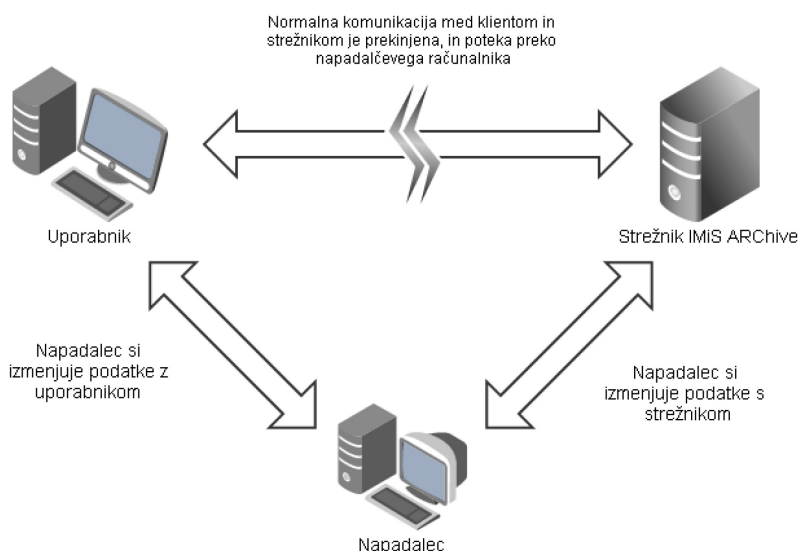 Normalna komunikacija med klientom in
strežnikom je prekinjena, in poteka preko
napadalčevega računalnika
Uporabnik
Strežnik IMiS ARChive
Napadalec si
izmenjuje podatke z
uporabnikom
Napadalec si
izmenjuje podatke s
strežnikom
Napadalec